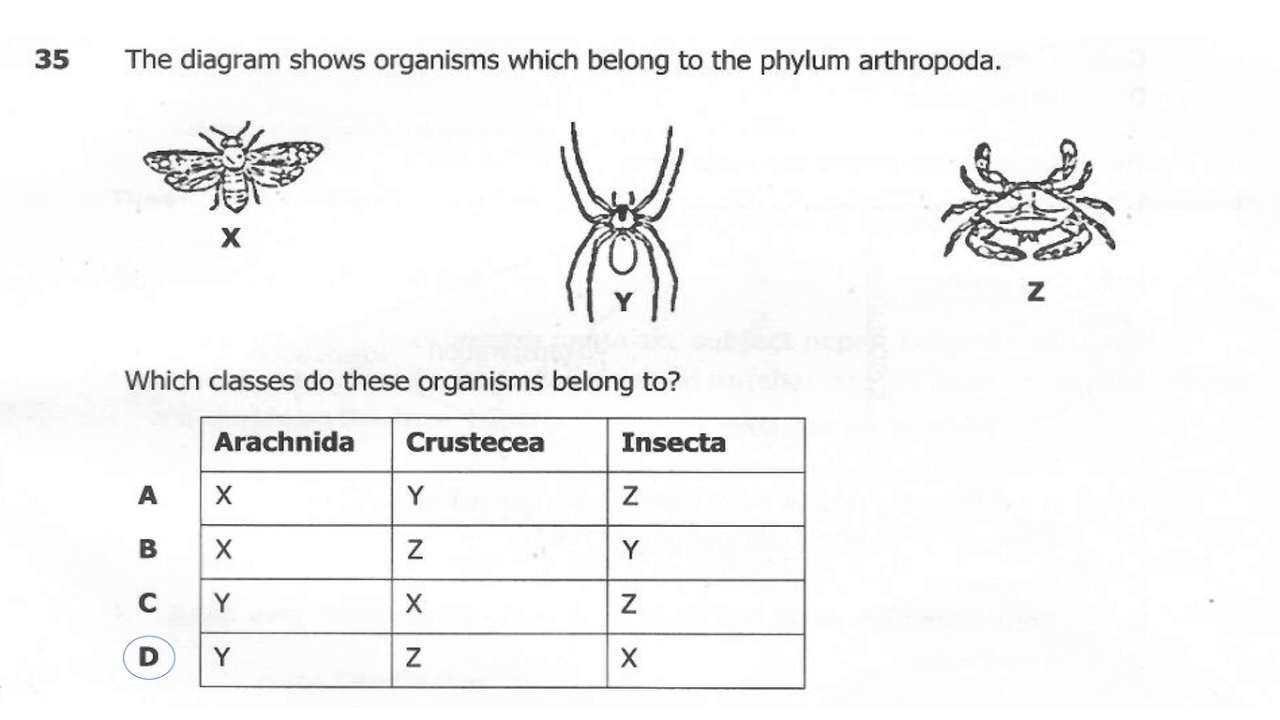 35 The diagram shows organisms which belong to the phylum arthropoda.
X
Y
Z
Which classes do these organisms belong to?
Arachnida Crustecea Insecta
A X Y Z
B X Z Y
C Y X Z
D Y Z X